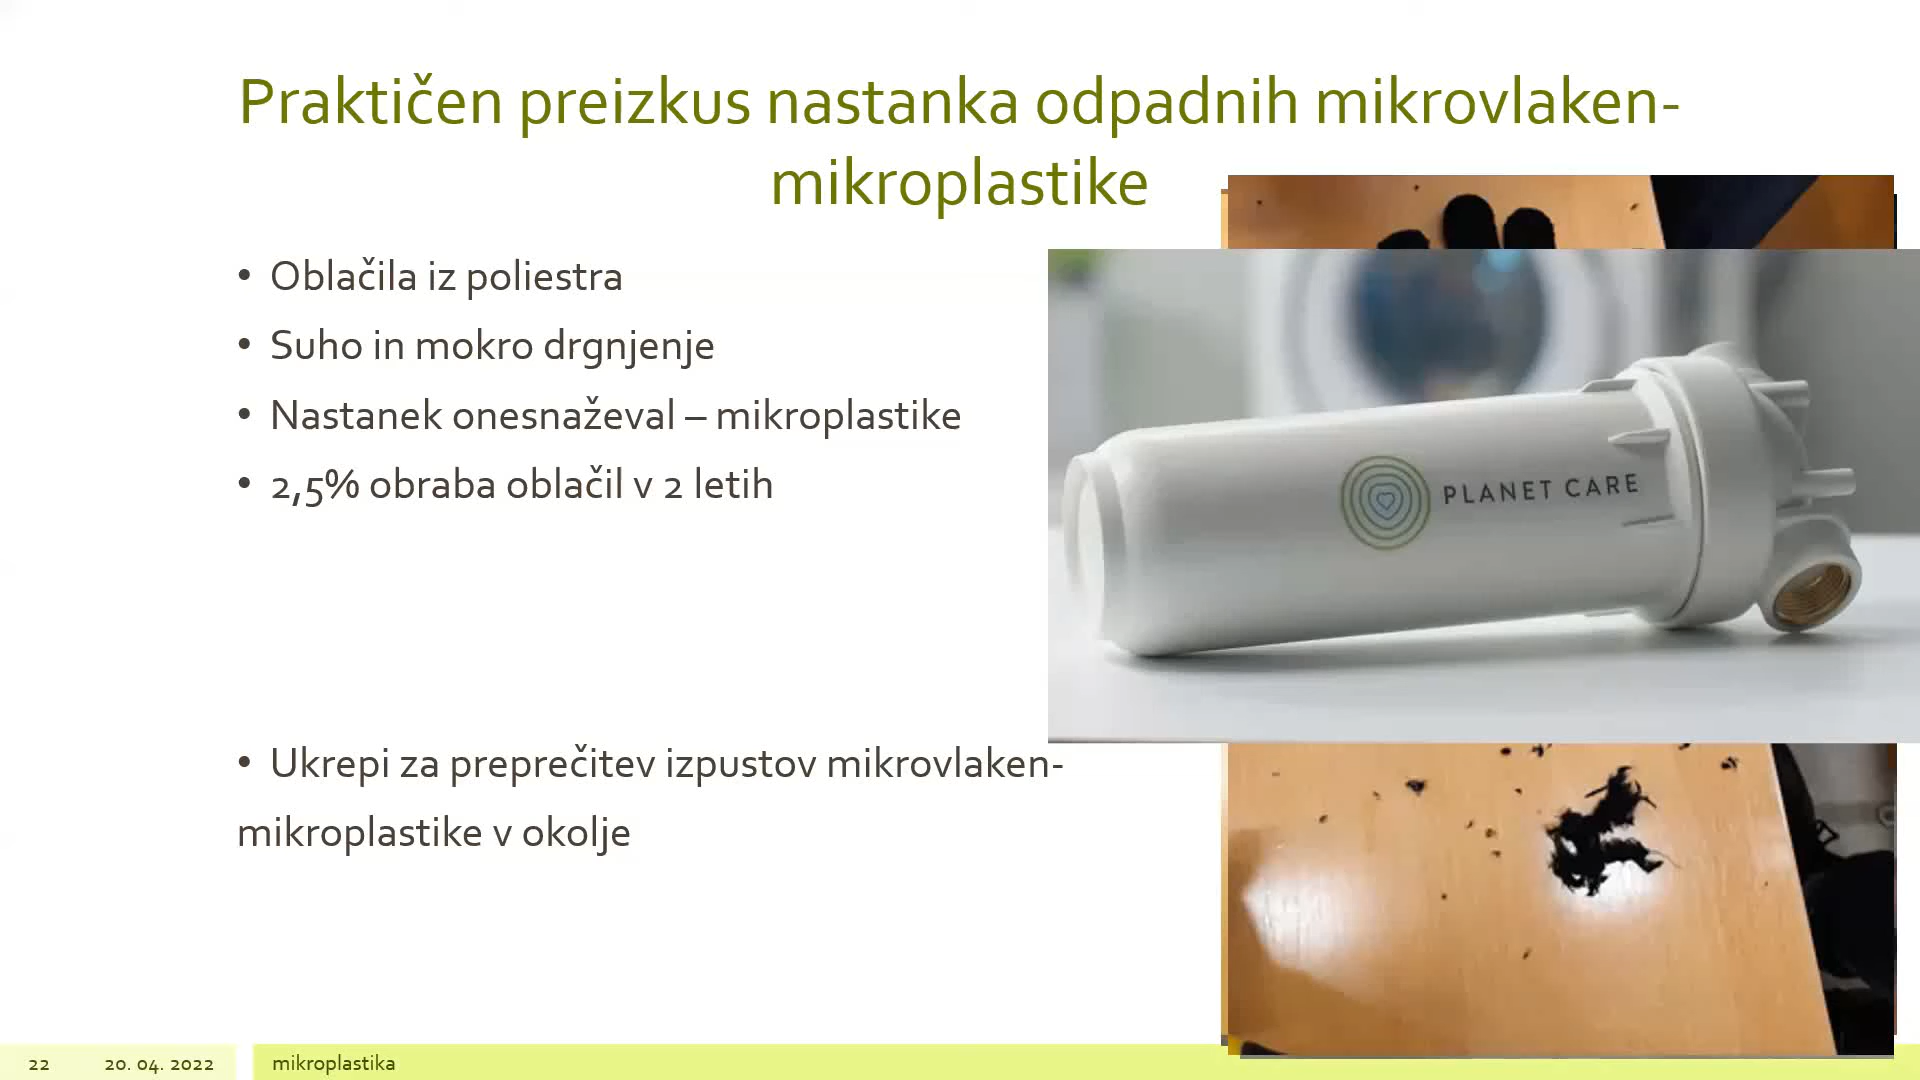 Praktičen preizkus nastanka odpadnih mikrovlaken-
mikroplastike
• Oblačila iz poliestra
• Suho in mokro drgnjenje
• Nastanek onesnaževal – mikroplastike
• 2,5% obraba oblačil v 2 letih
PLANET CARE
• Ukrepi za preprečitev izpustov mikrovlaken-
mikroplastike v okolje
22 20. 04. 2022 mikroplastika